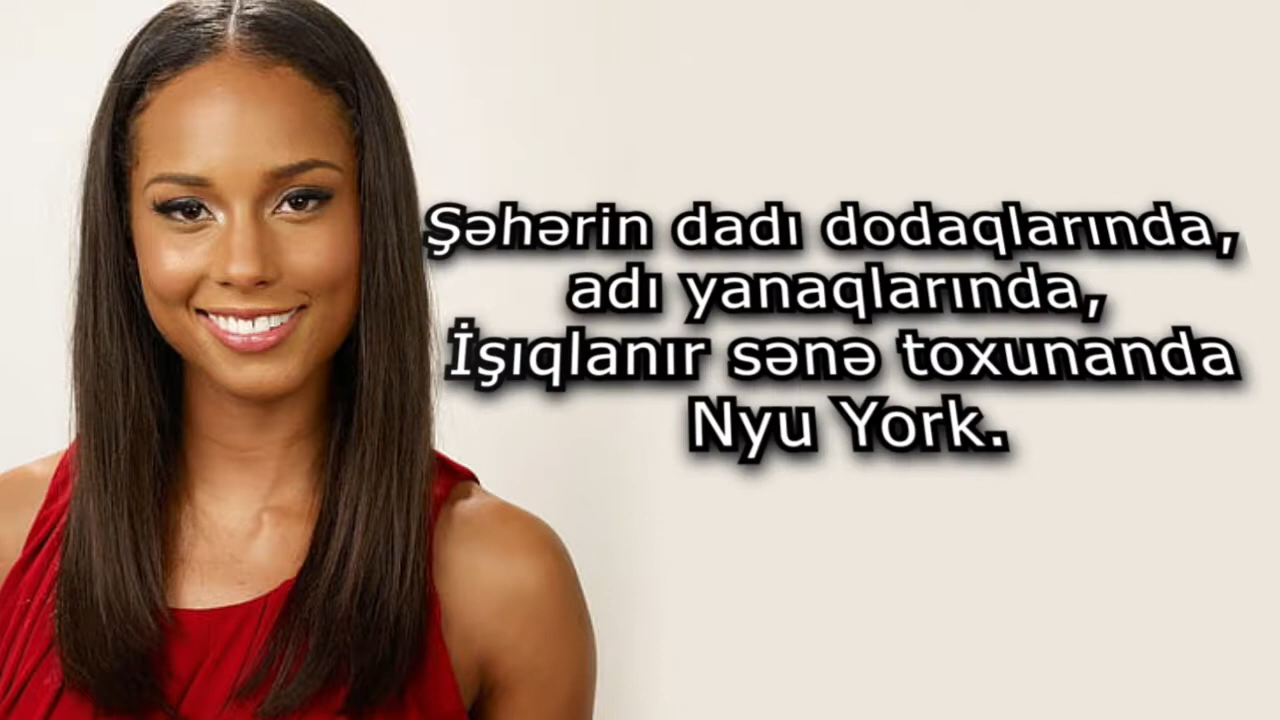 Şəhərin dadı dodaqlarında,
adı yanaqlarında,
İşıqlanır sənə toxunanda
Nyu York.